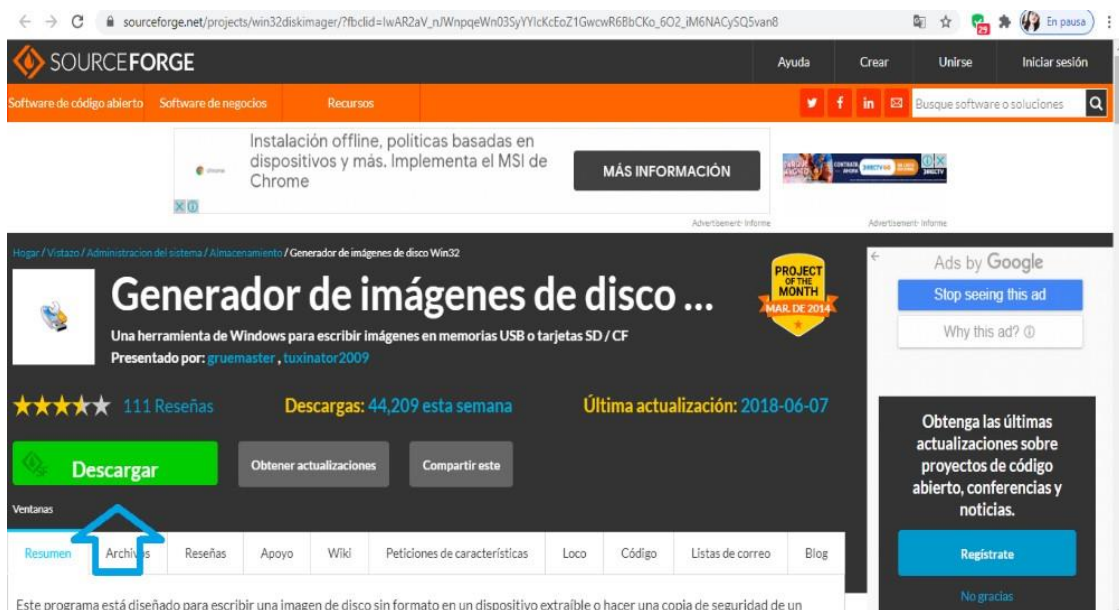 sourceforge.net/projects/win32diskimager/?fbclid=IwAR2aV_nJWnpqeWn03SyYYIcKcEoZ1GwcwR6BbCKo_6O2_iM6NACySQ5van8
25
En pausa
SOURCEFORGE
Ayuda Crear Unirse Iniciar sesión
Software de código abierto Software de negocios Recursos
Busque software o soluciones
Instalación offline, políticas basadas en
dispositivos y más. Implementa el MSI de
Chrome
chrome
MÁS INFORMACIÓN
DIRECTV GO
DIRECTV
Advertisement- Informe
Advertisement- Informe
Hogar / Vistazo / Administracion del sistema / Almacenamiento / Generador de imágenes de disco Win32
Generador de imágenes de disco ...
PROJECT
OF THE
MONTH
MAR. DE 2014
Una herramienta de Windows para escribir imágenes en memorias USB o tarjetas SD / CF
Presentado por: gruemaster , tuxinator2009
Ads by Google
Stop seeing this ad
Why this ad?
111 Reseñas
Descargas: 44,209 esta semana
Última actualización: 2018-06-07
Descargar
Obtener actualizaciones
Compartir este
Ventanas
Obtenga las últimas
actualizaciones sobre
proyectos de código
abierto, conferencias y
noticias.
Regístrate
No gracias
Resumen Archivos Reseñas Apoyo Wiki Peticiones de características Loco Código Listas de correo Blog
Este programa está diseñado para escribir una imagen de disco sin formato en un dispositivo extraíble o hacer una copia de seguridad de un